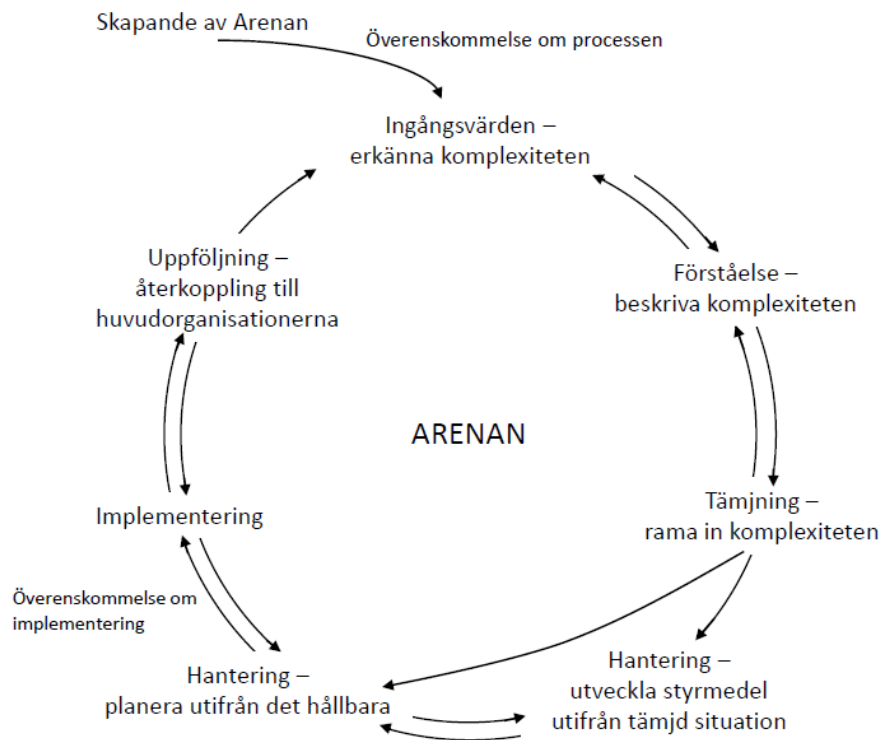 Skapande av Arenan
Överenskommelse om processen
Ingångsvärden –
erkänna komplexiteten
Uppföljning –
återkoppling till
huvudorganisationerna
Förståelse –
beskriva komplexiteten
ARENAN
Implementering
Tämjning –
rama in komplexiteten
Överenskommelse om
implementering
Hantering –
planera utifrån det hållbara
Hantering –
utveckla styrmedel
utifrån tämjd situation